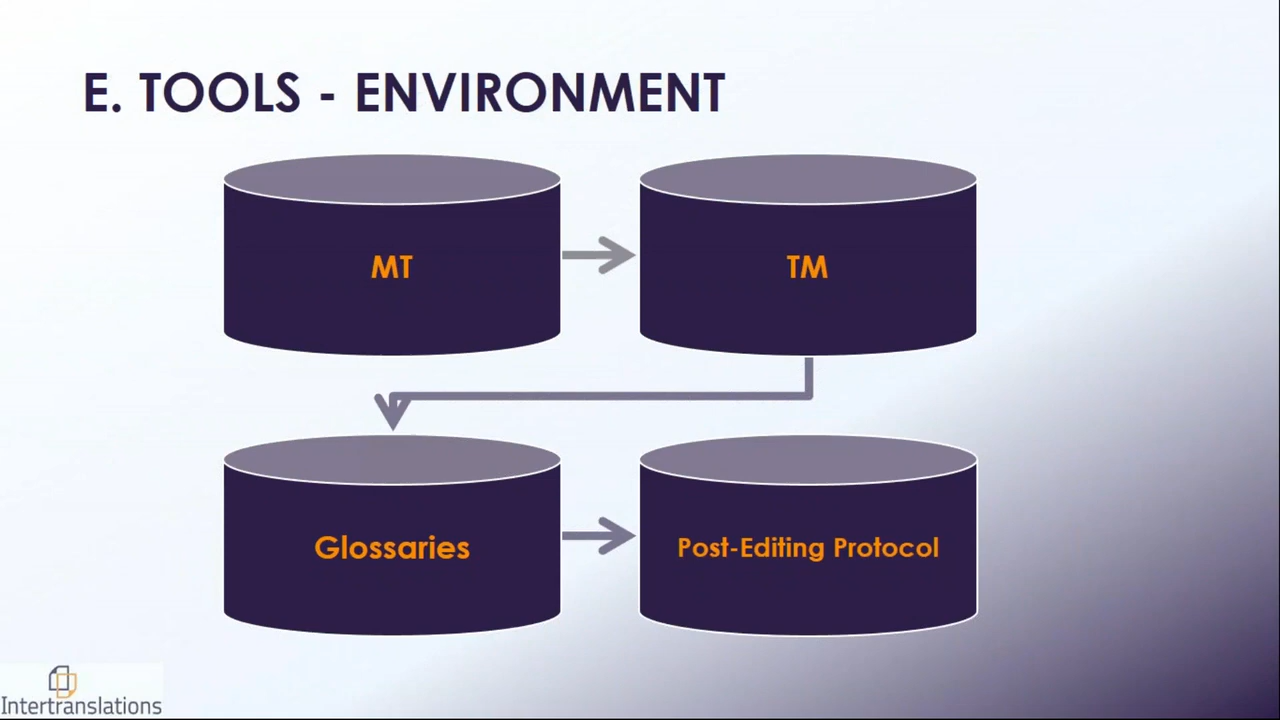 E. TOOLS - ENVIRONMENT
MT
TM
Glossaries
Post-Editing Protocol
Intertranslations